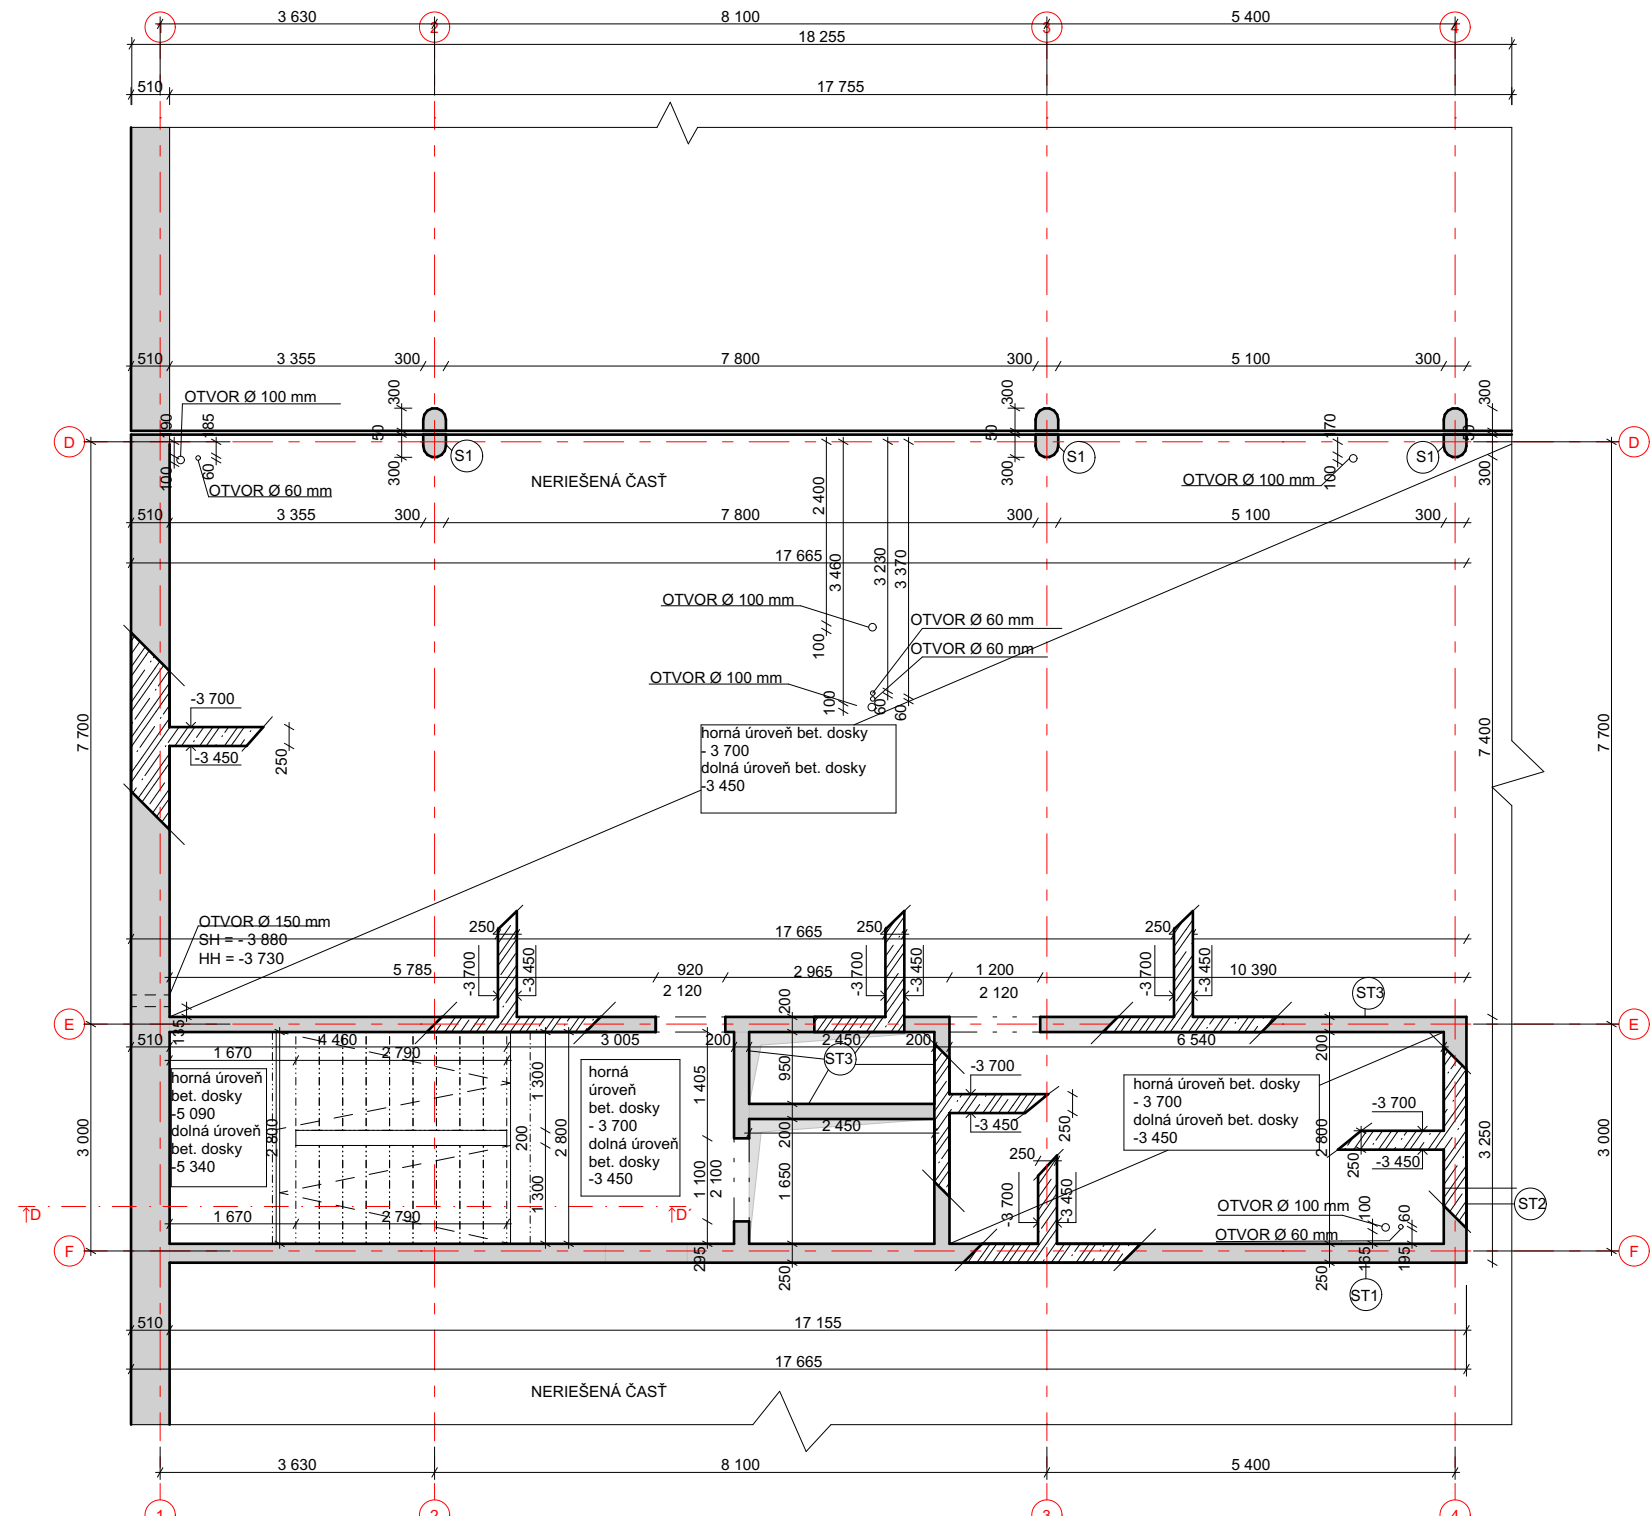 3 630
8 100
5 400
1
2
3
4
18 255
510
17 755
510
3 355
300
7 800
300
5 100
300
OTVOR Ø 100 mm
190
185
100
60
OTVOR Ø 60 mm
300
50
300
S1
300
50
300
S1
170
100
OTVOR Ø 100 mm
S1
300
50
300
D
D
NERIEŠENÁ ČASŤ
510
3 355
300
7 800
300
5 100
300
17 665
2 400
3 460
3 230
3 370
OTVOR Ø 100 mm
100
OTVOR Ø 60 mm
OTVOR Ø 60 mm
OTVOR Ø 100 mm
100
60
60
-3 700
-3 450
250
7 700
7 400
7 700
horná úroveň bet. dosky
- 3 700
dolná úroveň bet. dosky
-3 450
OTVOR Ø 150 mm
SH = - 3 880
HH = -3 730
250
17 665
250
250
5 785
-3 700
-3 450
920
2 120
2 965
-3 700
-3 450
1 200
2 120
-3 700
-3 450
10 390
ST3
E
E
135
200
510
4 460
3 005
200
2 450
200
6 540
1 670
2 790
ST3
200
horná úroveň
bet. dosky
-5 090
dolná úroveň
bet. dosky
-5 340
2 800
1 300
200
1 300
2 800
horná
úroveň
bet. dosky
- 3 700
dolná úroveň
bet. dosky
-3 450
1 405
1 100
2 100
295
950
200
2 450
1 650
250
-3 700
-3 450
250
horná úroveň bet. dosky
- 3 700
dolná úroveň bet. dosky
-3 450
2 800
-3 700
-3 450
250
250
-3 700
-3 450
3 000
3 250
3 000
ST2
OTVOR Ø 100 mm
100
60
OTVOR Ø 60 mm
165
195
250
D
D'
1 670
2 790
F
F
ST1
510
17 155
17 665
NERIEŠENÁ ČASŤ
3 630
8 100
5 400
1
2
3
4